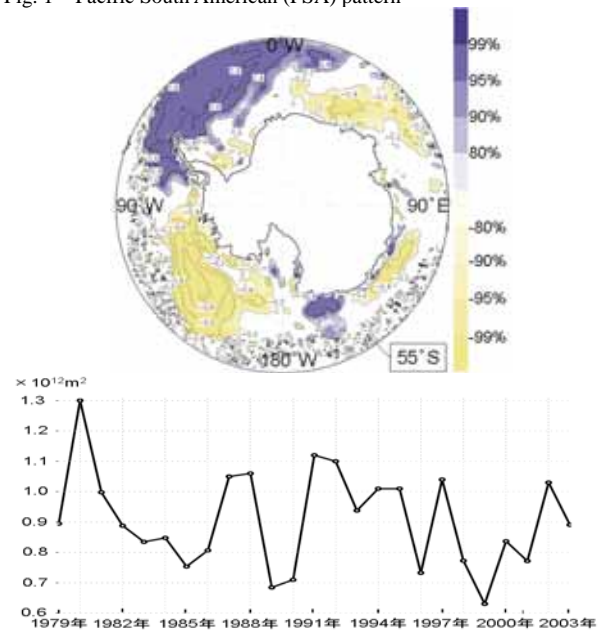 Fig. 1 Pacific South American (PSA) pattern
0°W
99%
95%
90%
80%
90°W
90°E
-80%
-90%
-95%
-99%
180°W
55°S
× 10¹²m²
1.3
1.2
1.1
1.0
0.9
0.8
0.7
0.6
1979年 1982年 1985年 1988年 1991年 1994年 1997年 2000年 2003年